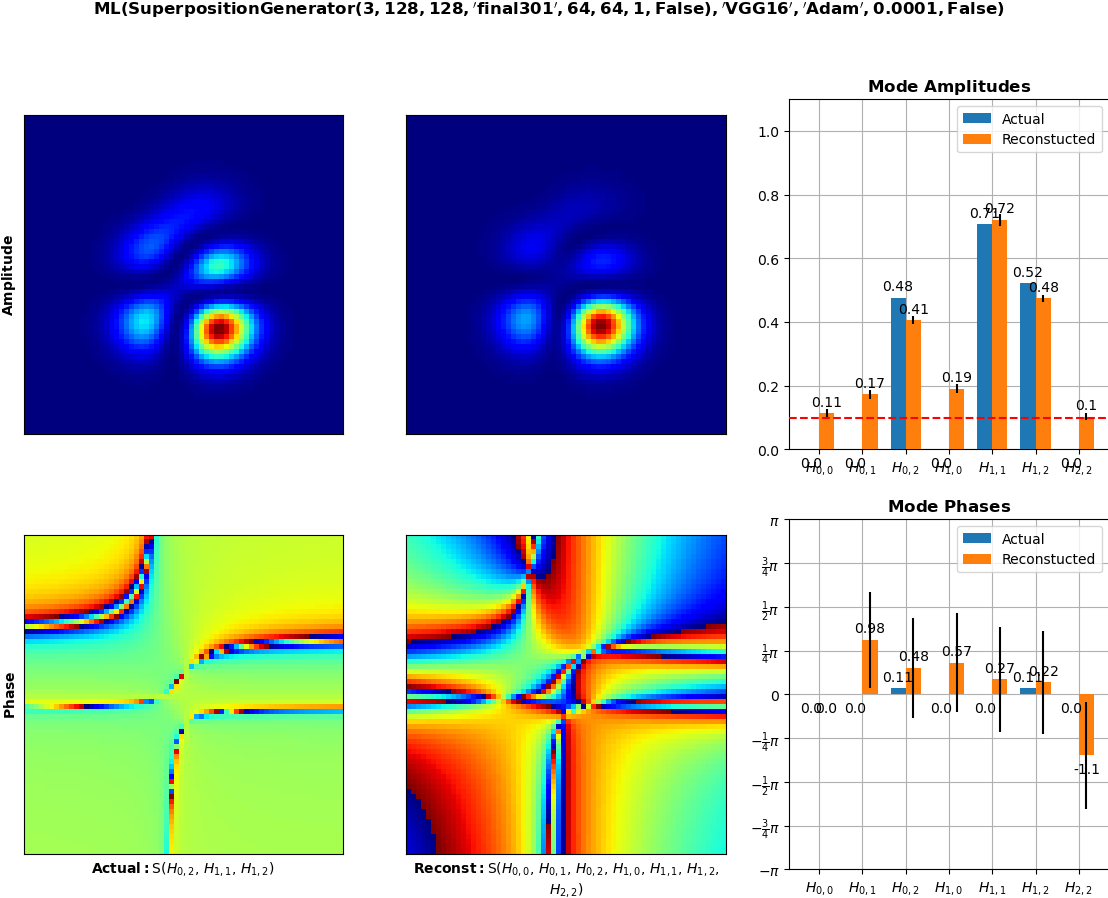 ML(SuperpositionGenerator(3, 128, 128, ′final301′, 64, 64, 1, False), ′VGG16′, ′Adam′, 0.0001, False)
Amplitude
Mode Amplitudes
Actual
Reconstucted
1.0
0.8
0.6
0.4
0.2
0.0
0.0
0.11
0.0
0.17
0.48
0.41
0.0
0.19
0.71
0.72
0.52
0.48
0.0
0.1
H0,0 H0,1 H0,2 H1,0 H1,1 H1,2 H2,2
Phase
Actual: S(H0,2, H1,1, H1,2)
Reconst: S(H0,0, H0,1, H0,2, H1,0, H1,1, H1,2,
H2,2)
Mode Phases
Actual
Reconstucted
π
3/4π
1/2π
1/4π
0
−1/4π
−1/2π
−3/4π
−π
0.0
0.0
0.0
0.98
0.11
0.48
0.0
0.57
0.0
0.27
0.11
0.22
0.0
-1.1
H0,0 H0,1 H0,2 H1,0 H1,1 H1,2 H2,2